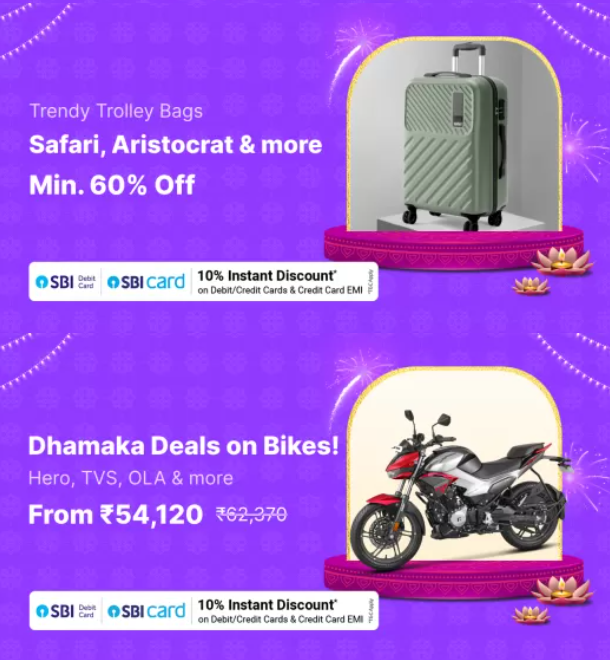 Trendy Trolley Bags
Safari, Aristocrat & more
Min. 60% Off
SBI Debit Card SBI card 10% Instant Discount*
on Debit/Credit Cards & Credit Card EMI
*T&C Apply
Dhamaka Deals on Bikes!
Hero, TVS, OLA & more
From ₹54,120 ₹62,370
SBI Debit Card SBI card 10% Instant Discount*
on Debit/Credit Cards & Credit Card EMI
*T&C Apply